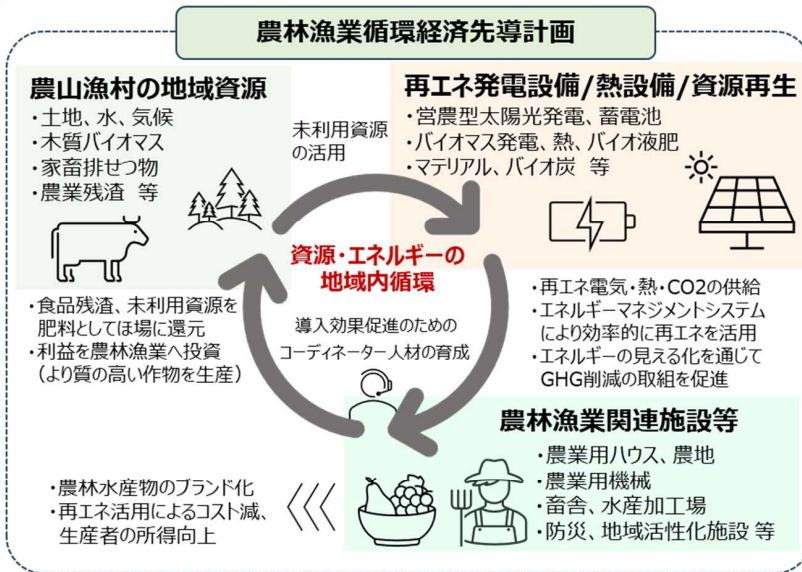 農林漁業循環経済先導計画
農山漁村の地域資源
・土地、水、気候
・木質バイオマス
・家畜排せつ物
・農業残渣 等
未利用資源
の活用
再エネ発電設備/熱設備/資源再生
・営農型太陽光発電、蓄電池
・バイオマス発電、熱、バイオ液肥
・マテリアル、バイオ炭 等
資源・エネルギーの
地域内循環
導入効果促進のための
コーディネーター人材の育成
・再エネ電気・熱・CO2の供給
・エネルギーマネジメントシステム
により効率的に再エネを活用
・エネルギーの見える化を通じて
GHG削減の取組を促進
・食品残渣、未利用資源を
肥料としてほ場に還元
・利益を農林漁業へ投資
(より質の高い作物を生産)
農林漁業関連施設等
・農業用ハウス、農地
・農業用機械
・畜舎、水産加工場
・防災、地域活性化施設 等
・農林水産物のブランド化
・再エネ活用によるコスト減、
生産者の所得向上